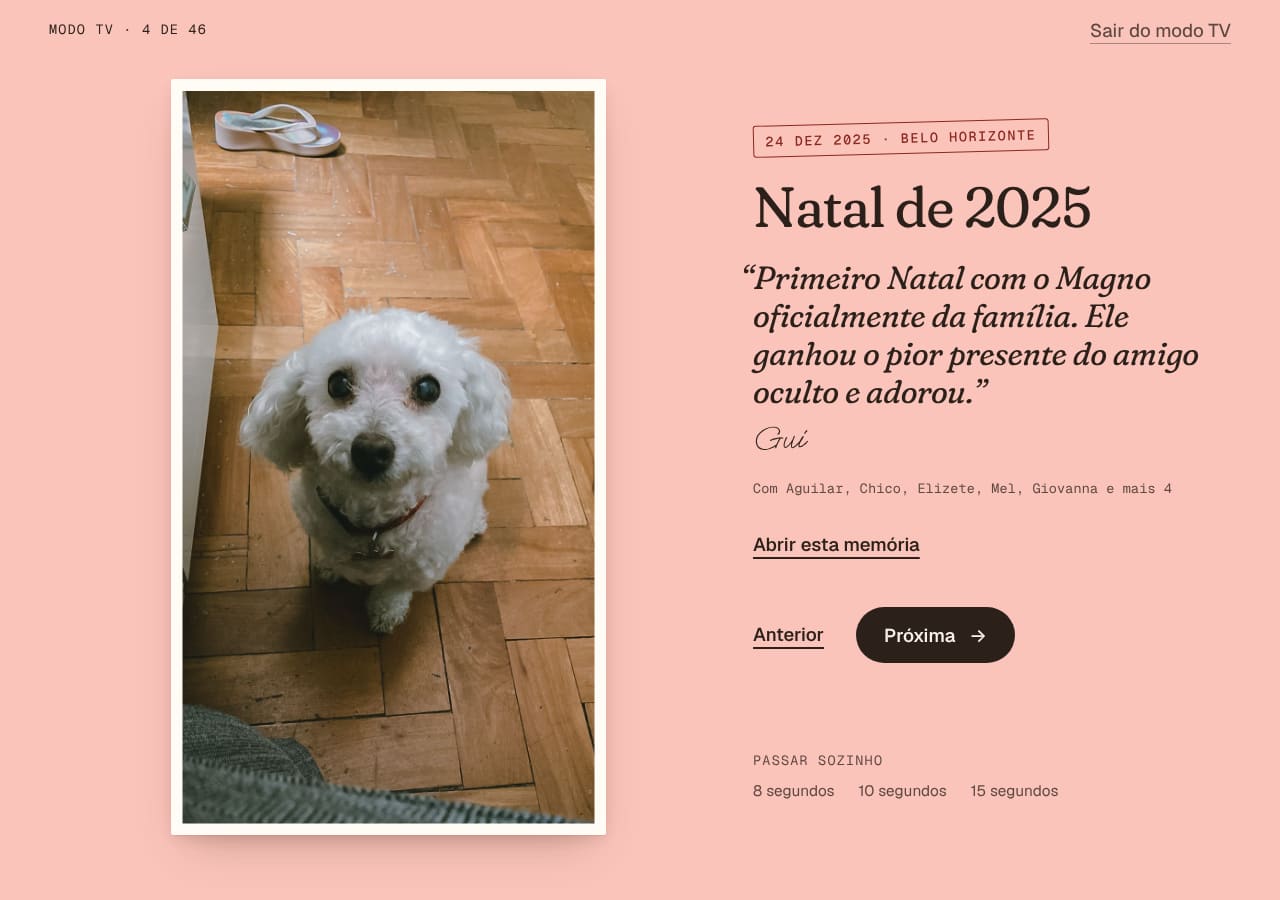 MODO TV · 4 DE 46
Sair do modo TV
24 DEZ 2025 · BELO HORIZONTE
Natal de 2025
“Primeiro Natal com o Magno
oficialmente da família. Ele
ganhou o pior presente do amigo
oculto e adorou.”
Gui
Com Aguilar, Chico, Elizete, Mel, Giovanna e mais 4
Abrir esta memória
Anterior
Próxima →
PASSAR SOZINHO
8 segundos 10 segundos 15 segundos